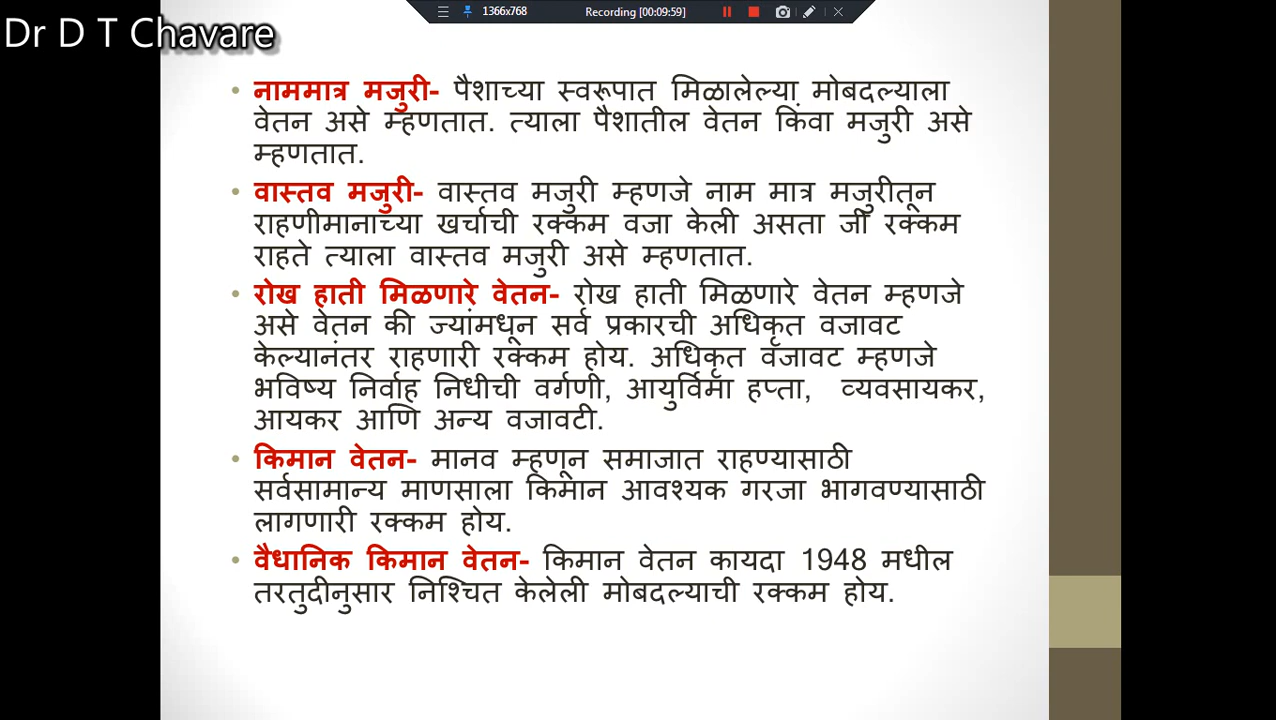 1366x768 Recording [00:09:59]
Dr D T Chavare
• नाममात्र मजुरी- पैशाच्या स्वरूपात मिळालेल्या मोबदल्याला
वेतन असे म्हणतात. त्याला पैशातील वेतन किंवा मजुरी असे
म्हणतात.
• वास्तव मजुरी- वास्तव मजुरी म्हणजे नाम मात्र मजुरीतून
राहणीमानाच्या खर्चाची रक्कम वजा केली असता जी रक्कम
राहते त्याला वास्तव मजुरी असे म्हणतात.
• रोख हाती मिळणारे वेतन- रोख हाती मिळणारे वेतन म्हणजे
असे वेतन की ज्यांमधून सर्व प्रकारची अधिकृत वजावट
केल्यानंतर राहणारी रक्कम होय. अधिकृत वजावट म्हणजे
भविष्य निर्वाह निधीची वर्गणी, आयुर्विमा हप्ता, व्यवसायकर,
आयकर आणि अन्य वजावटी.
• किमान वेतन- मानव म्हणून समाजात राहण्यासाठी
सर्वसामान्य माणसाला किमान आवश्यक गरजा भागवण्यासाठी
लागणारी रक्कम होय.
• वैधानिक किमान वेतन- किमान वेतन कायदा 1948 मधील
तरतुदीनुसार निश्चित केलेली मोबदल्याची रक्कम होय.